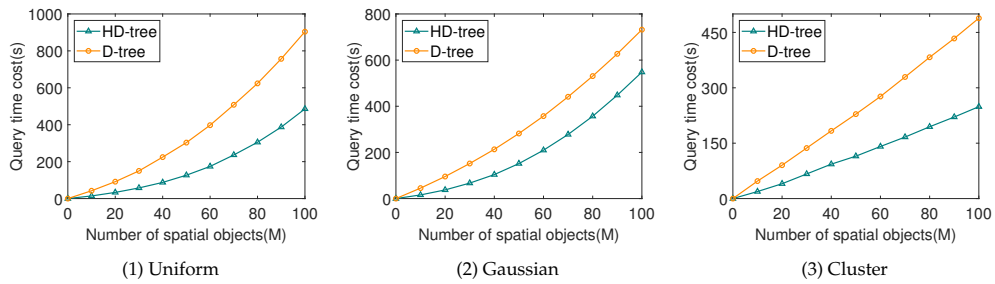 HD-tree
D-tree
Query time cost(s)
1000
800
600
400
200
0
0 20 40 60 80 100
Number of spatial objects(M)
(1) Uniform
HD-tree
D-tree
Query time cost(s)
800
600
400
200
0
0 20 40 60 80 100
Number of spatial objects(M)
(2) Gaussian
HD-tree
D-tree
Query time cost(s)
450
300
150
0
0 20 40 60 80 100
Number of spatial objects(M)
(3) Cluster